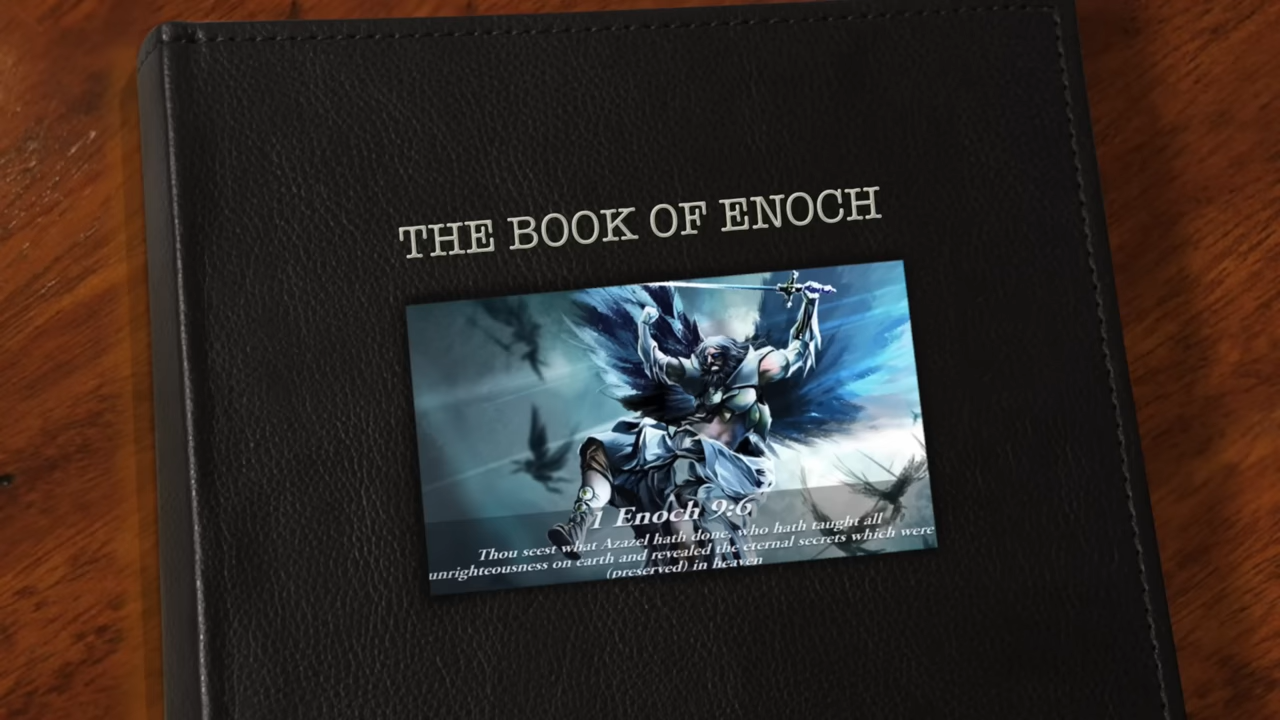 THE BOOK OF ENOCH
1 Enoch 9:6
Thou seest what Azazel hath done, who hath taught all
unrighteousness on earth and revealed the eternal secrets which were
(preserved) in heaven